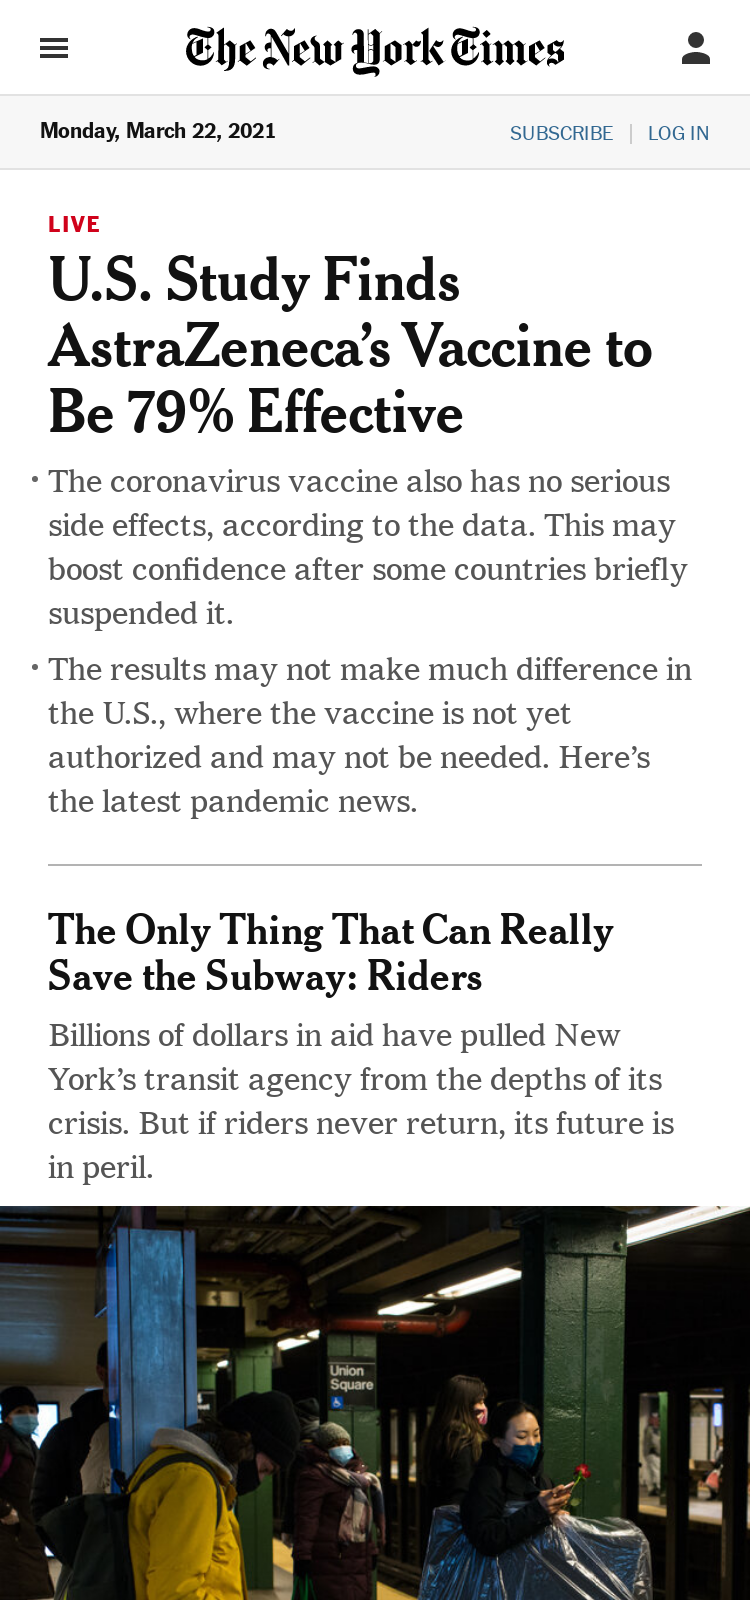 The New York Times
Monday, March 22, 2021
SUBSCRIBE | LOG IN
LIVE
U.S. Study Finds
AstraZeneca’s Vaccine to
Be 79% Effective
• The coronavirus vaccine also has no serious
side effects, according to the data. This may
boost confidence after some countries briefly
suspended it.
• The results may not make much difference in
the U.S., where the vaccine is not yet
authorized and may not be needed. Here’s
the latest pandemic news.
The Only Thing That Can Really
Save the Subway: Riders
Billions of dollars in aid have pulled New
York’s transit agency from the depths of its
crisis. But if riders never return, its future is
in peril.
Union
Square